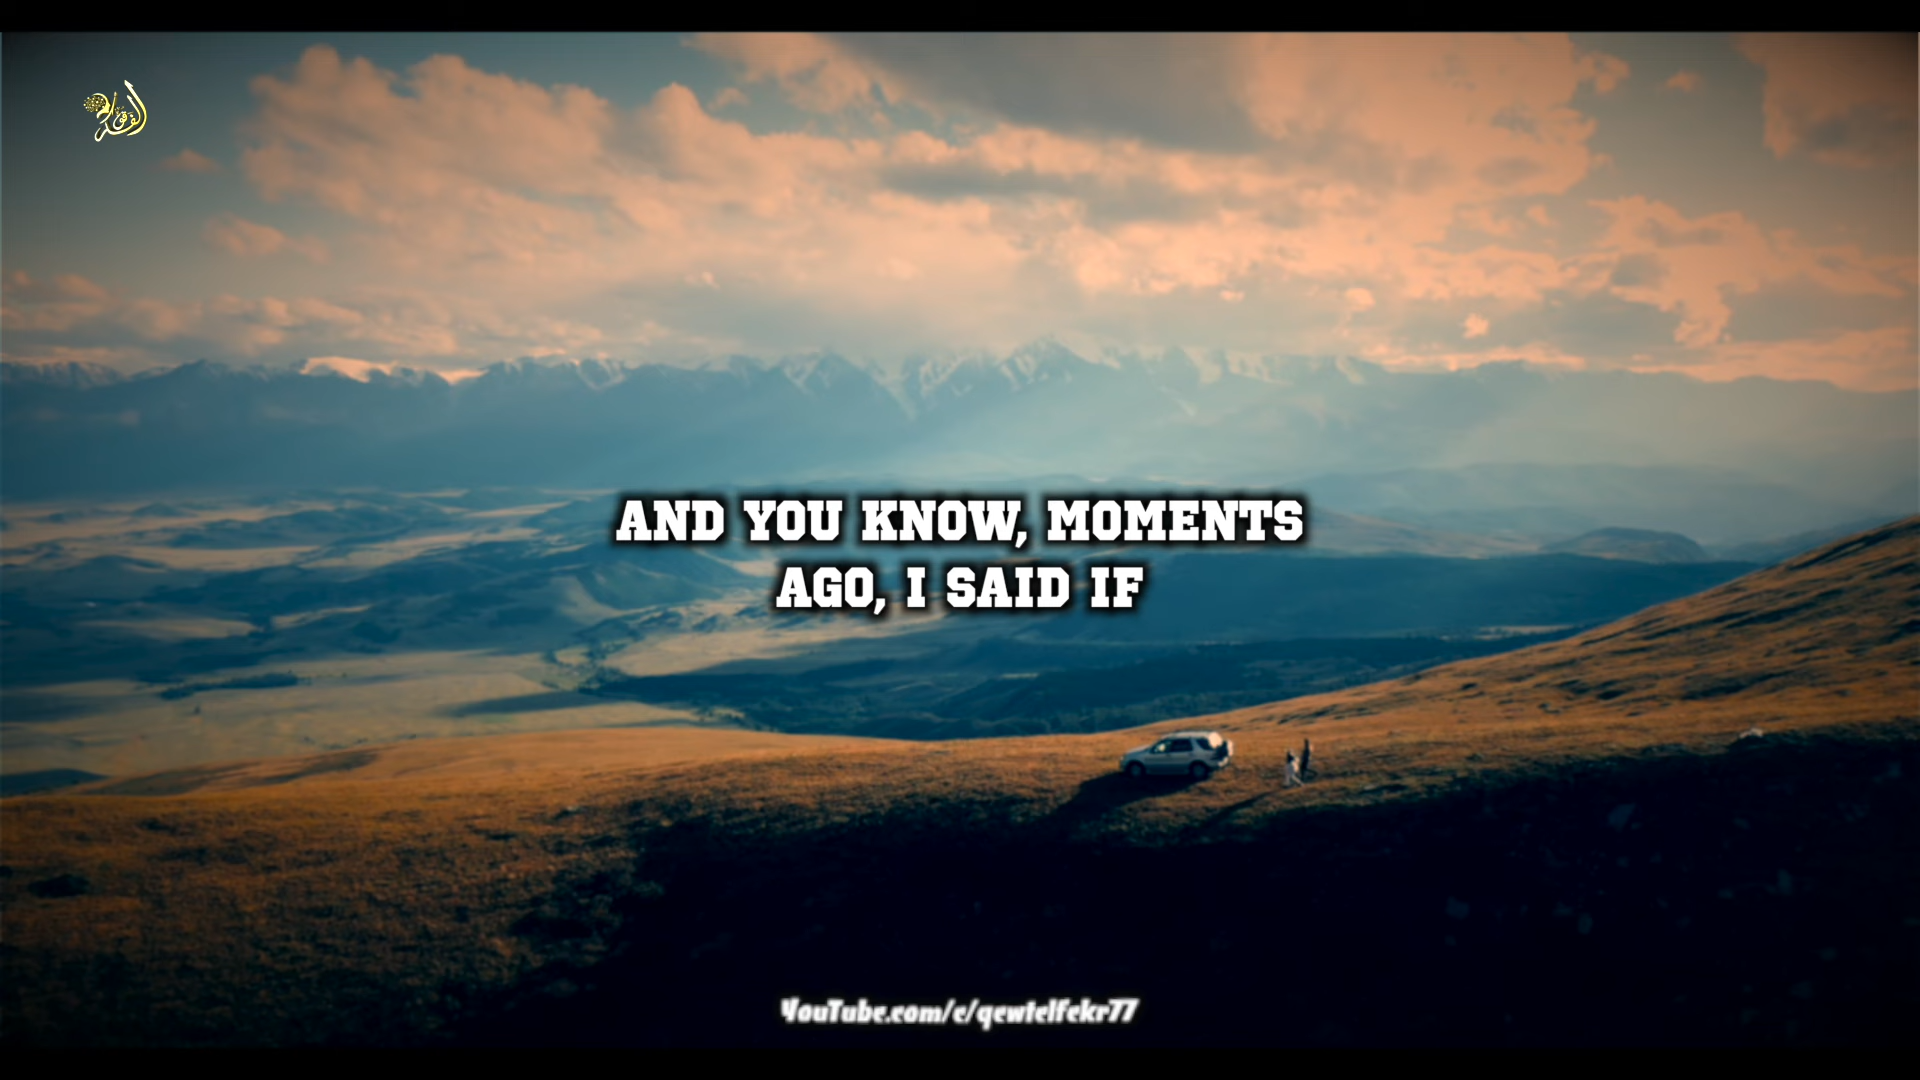 AND YOU KNOW, MOMENTS
AGO, I SAID IF
YouTube.com/c/qewtelfekr77